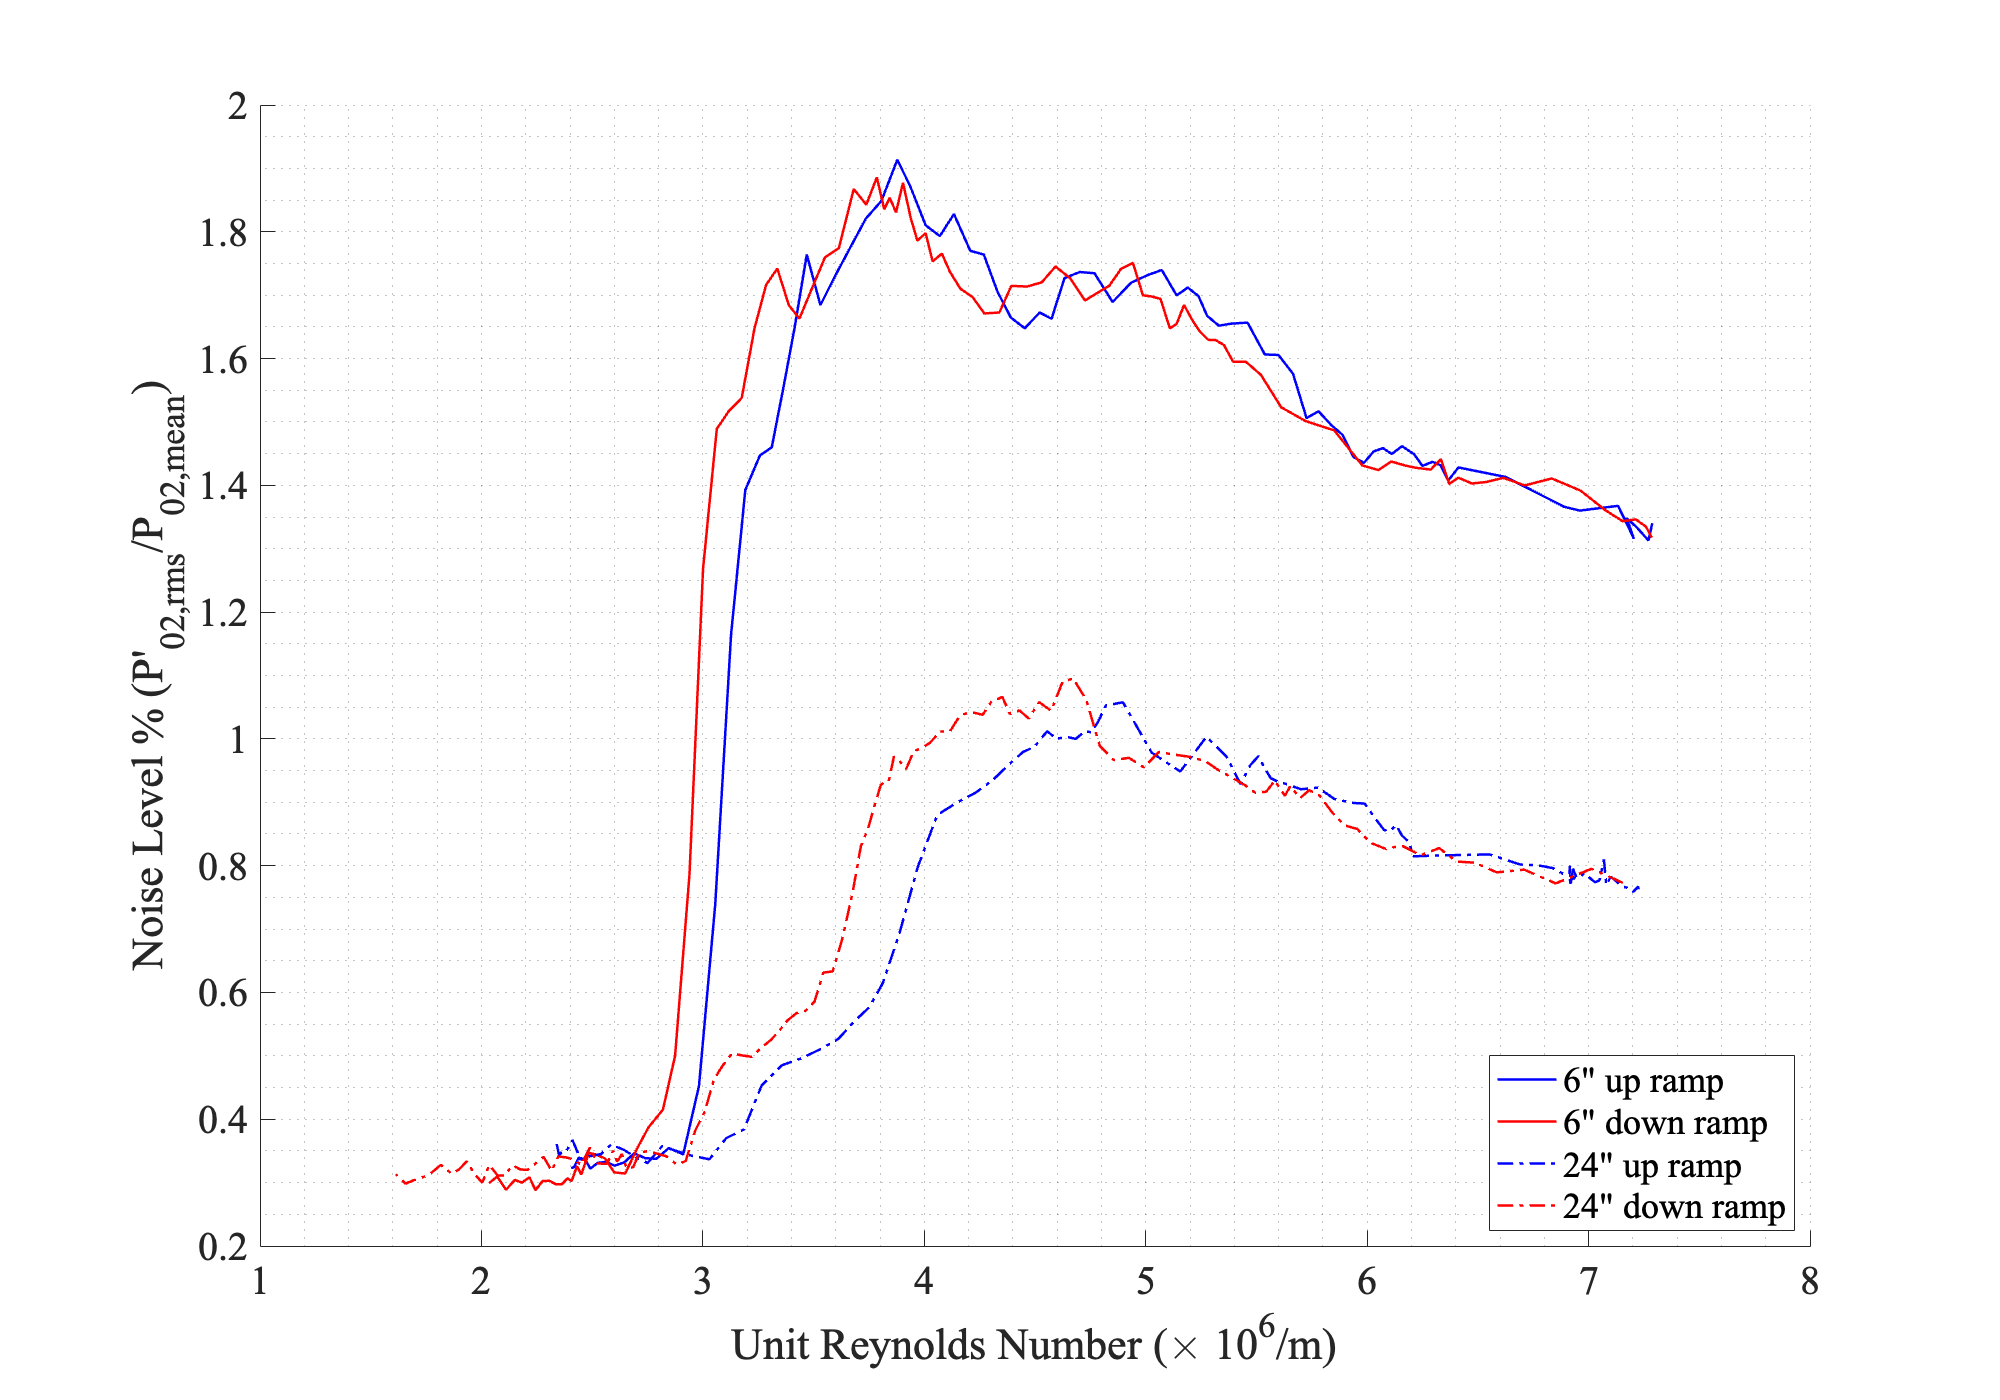 2
1.8
1.6
1.4
1.2
1
0.8
0.6
0.4
0.2
Noise Level % (P'02,rms/P02,mean)
1 2 3 4 5 6 7 8
Unit Reynolds Number (× 10⁶/m)
6" up ramp
6" down ramp
24" up ramp
24" down ramp